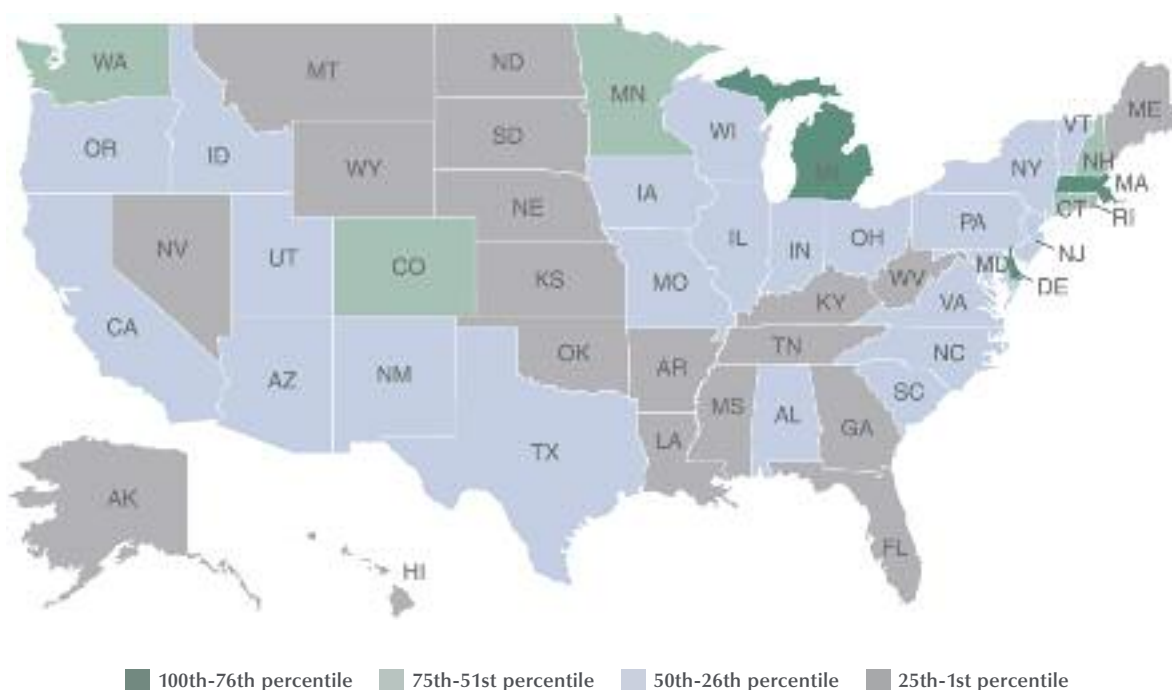 WA
MT
ND
MN
ME
VT
OR
ID
SD
WI
NH
NY
WY
MI
MA
IA
NE
CT
RI
PA
NV
UT
CO
IL
IN
OH
NJ
KS
MO
MD
WV
DE
VA
KY
CA
OK
TN
NC
AZ
NM
AR
SC
MS
AL
GA
LA
TX
AK
FL
HI
100th-76th percentile 75th-51st percentile 50th-26th percentile 25th-1st percentile